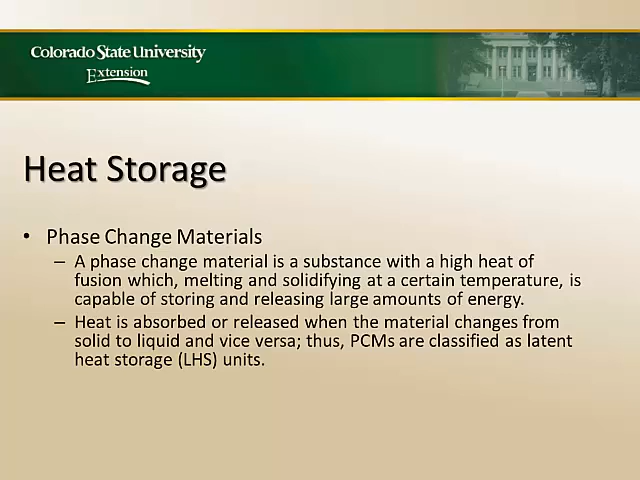 Colorado State University
Extension
Heat Storage
• Phase Change Materials
– A phase change material is a substance with a high heat of
fusion which, melting and solidifying at a certain temperature, is
capable of storing and releasing large amounts of energy.
– Heat is absorbed or released when the material changes from
solid to liquid and vice versa; thus, PCMs are classified as latent
heat storage (LHS) units.